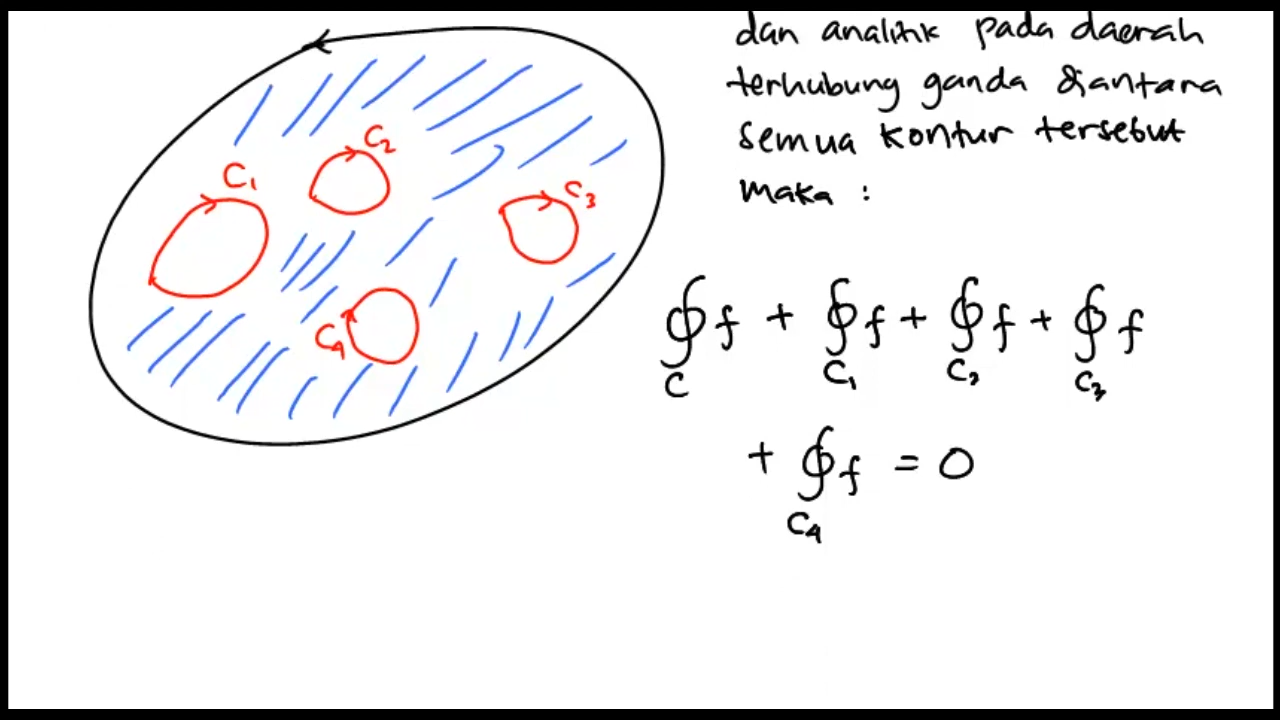 dan analitik pada daerah
terhubung ganda diantara
semua kontur tersebut
maka :
C₁
C₂
C₃
C₄
∮f + ∮f + ∮f + ∮f
C C₁ C₂ C₃
+ ∮f = 0
C₄